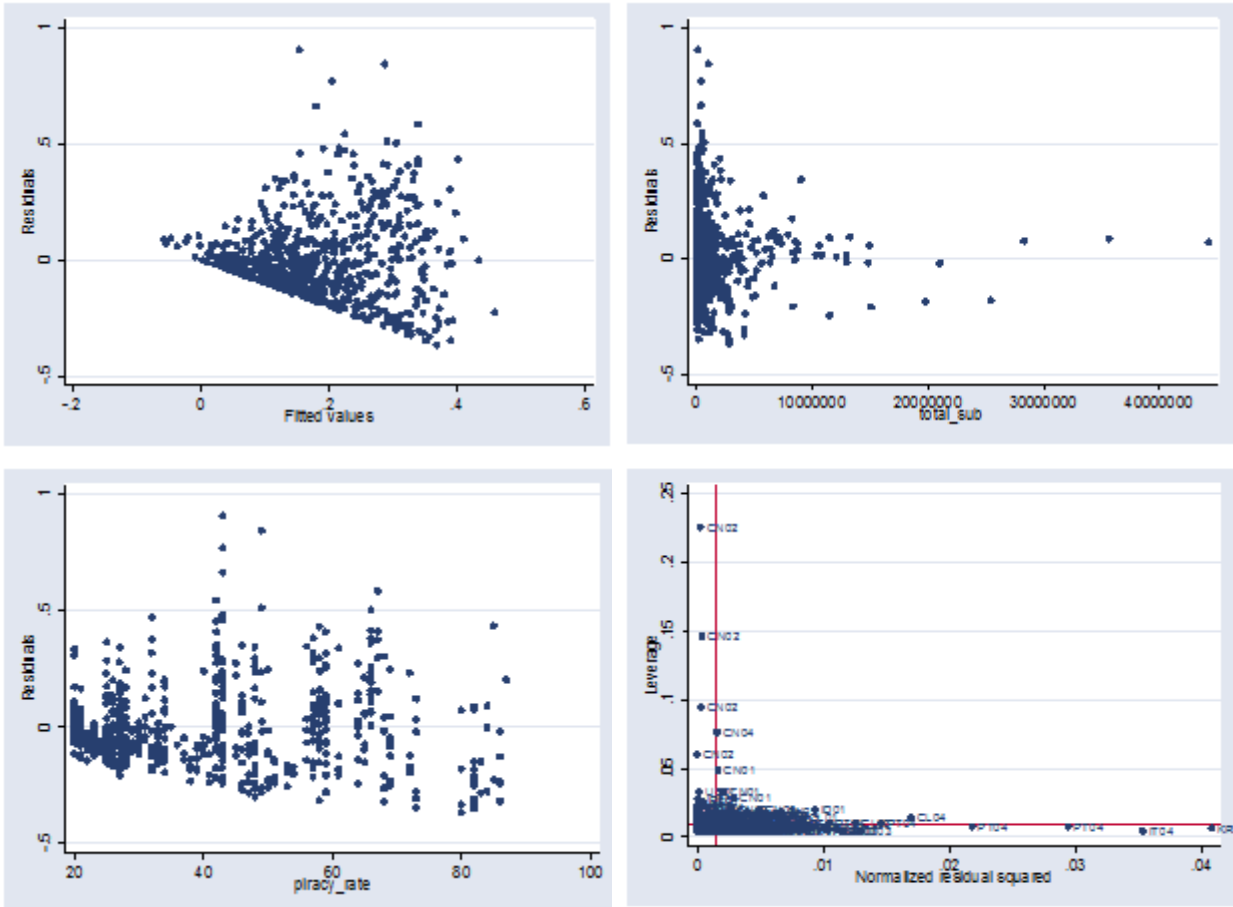 Residuals
1
.5
0
-.5
-.2
0
.2
.4
.6
Fitted values
Residuals
1
.5
0
-.5
0
10000000
20000000
30000000
40000000
total_sub
Residuals
1
.5
0
-.5
20
40
60
80
100
piracy_rate
Leverage
.25
.2
.15
.1
.05
0
CN02
CN02
CN02
CN04
CN02
CN01
CN01
CL04
PT04
PT04
IT04
KR
0
.01
.02
.03
.04
Normalized residual squared